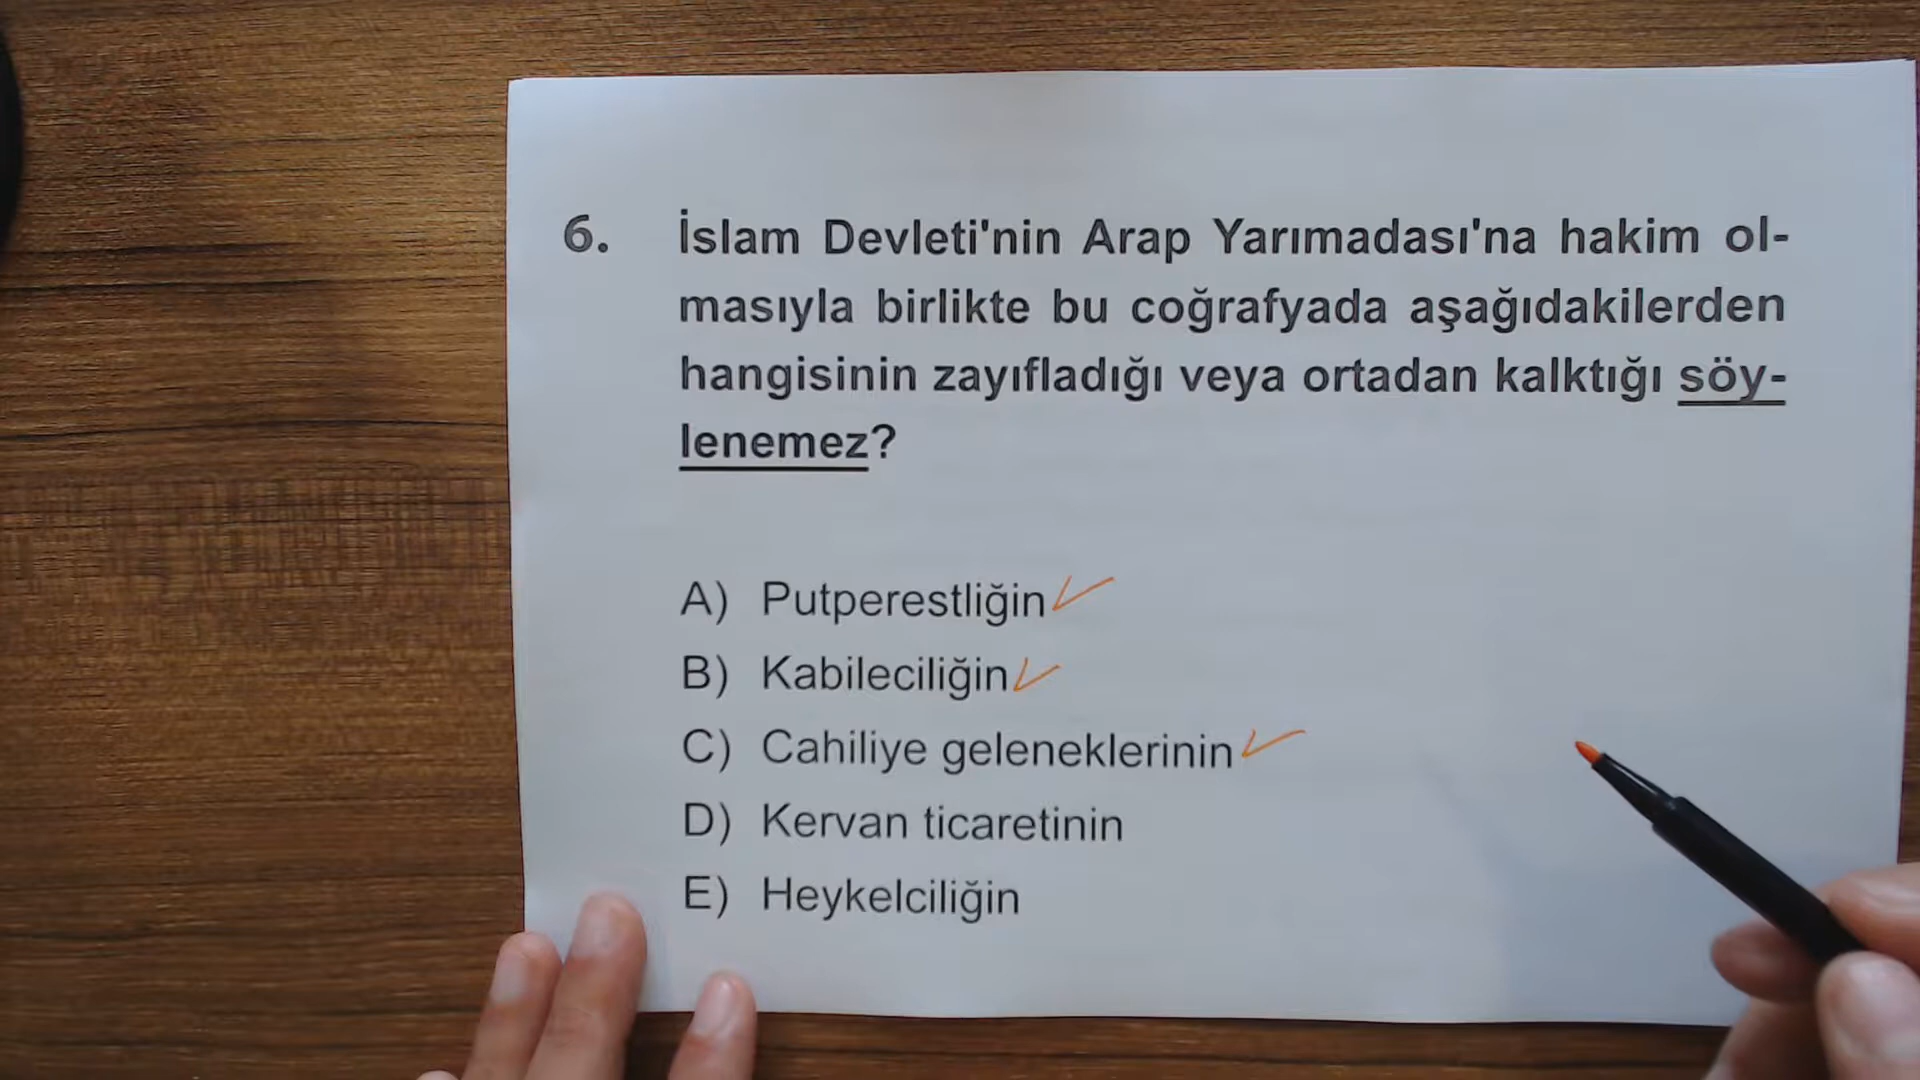 6. İslam Devleti'nin Arap Yarımadası'na hakim ol-
masıyla birlikte bu coğrafyada aşağıdakilerden
hangisinin zayıfladığı veya ortadan kalktığı söy-
lenemez?
A) Putperestliğin
B) Kabileciliğin
C) Cahiliye geleneklerinin
D) Kervan ticaretinin
E) Heykelciliğin